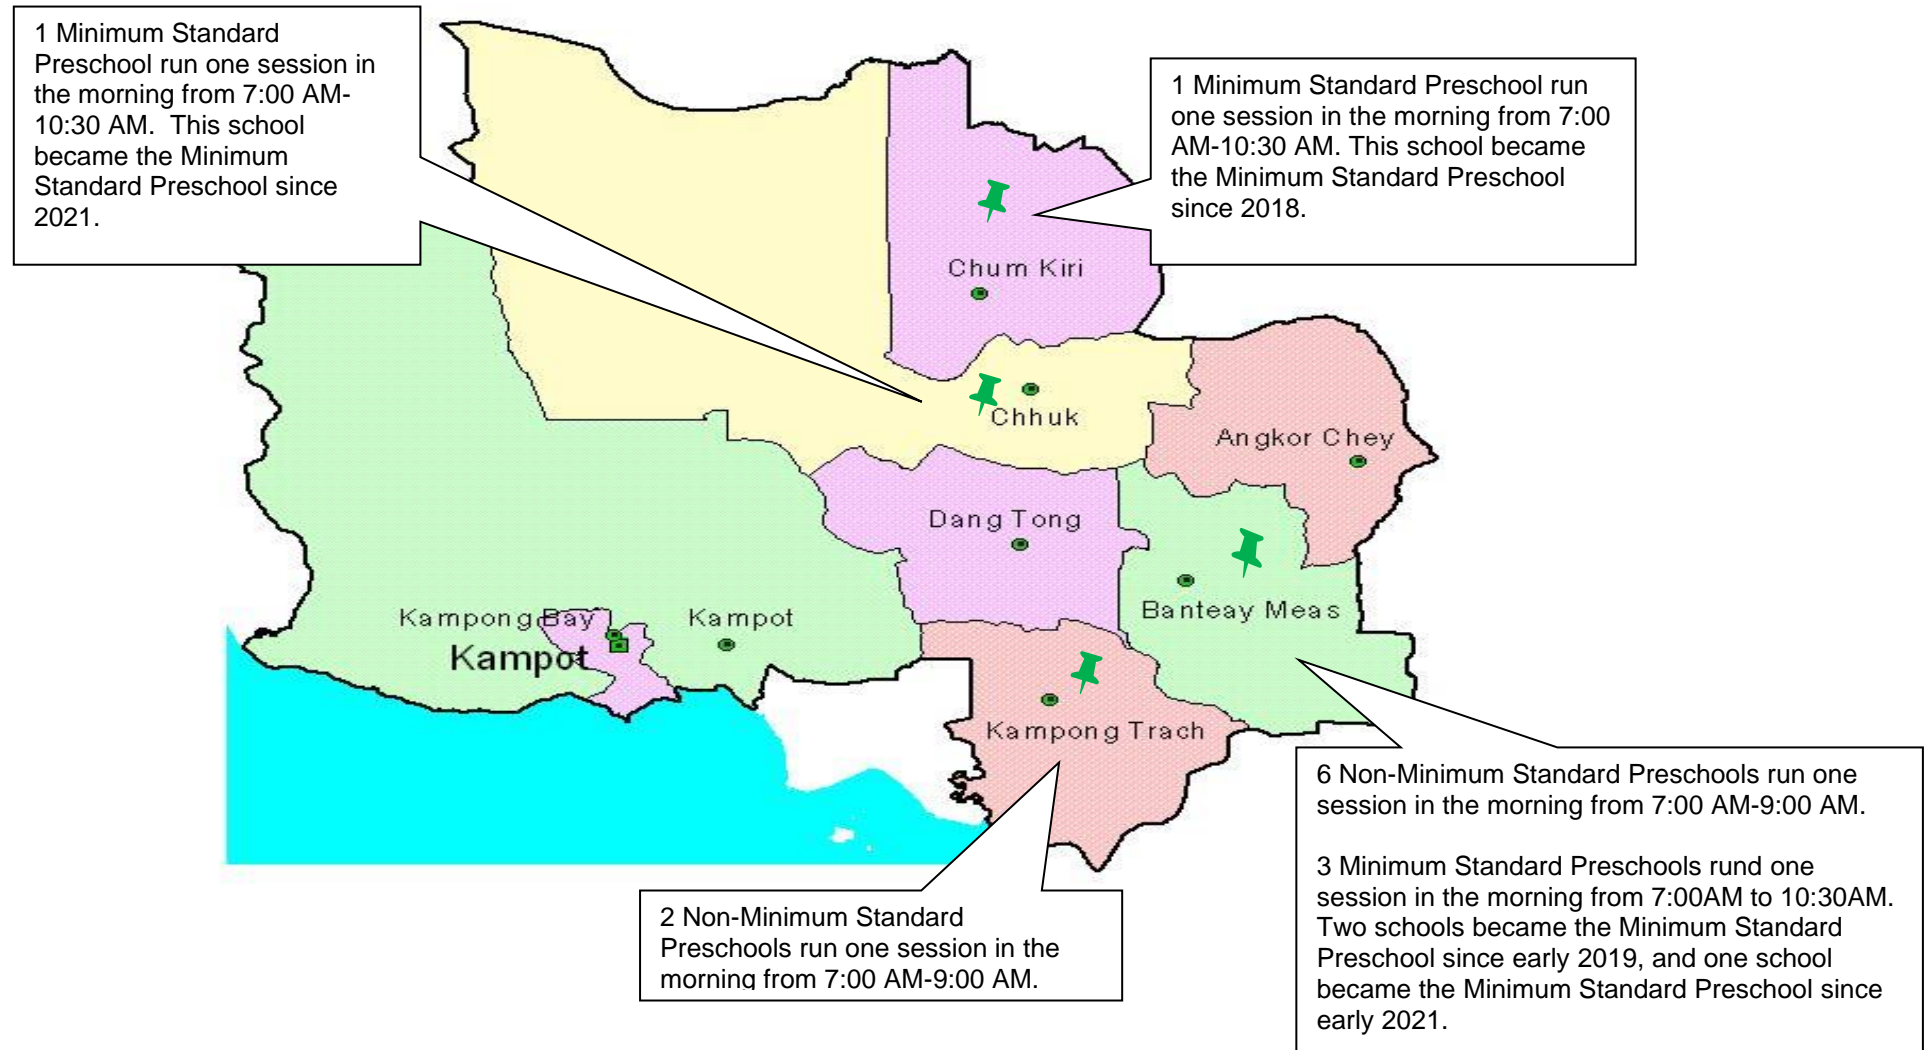 1 Minimum Standard
Preschool run one session in
the morning from 7:00 AM-
10:30 AM.  This school
became the Minimum
Standard Preschool since
2021.
1 Minimum Standard Preschool run
one session in the morning from 7:00
AM-10:30 AM. This school became
the Minimum Standard Preschool
since 2018.
Chum Kiri
Chhuk
Angkor Chey
Dang Tong
Banteay Meas
Kampong Bay
Kampot
Kampot
Kampong Trach
2 Non-Minimum Standard
Preschools run one session in the
morning from 7:00 AM-9:00 AM.
6 Non-Minimum Standard Preschools run one
session in the morning from 7:00 AM-9:00 AM.
3 Minimum Standard Preschools rund one
session in the morning from 7:00AM to 10:30AM.
Two schools became the Minimum Standard
Preschool since early 2019, and one school
became the Minimum Standard Preschool since
early 2021.